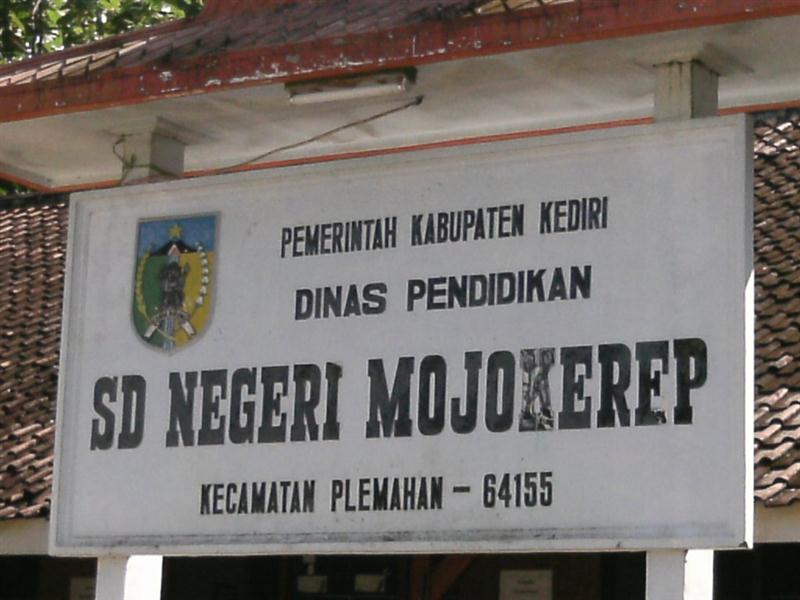 PEMERINTAH KABUPATEN KEDIRI
DINAS PENDIDIKAN
SD NEGERI MOJOKEREP
KECAMATAN PLEMAHAN - 64155